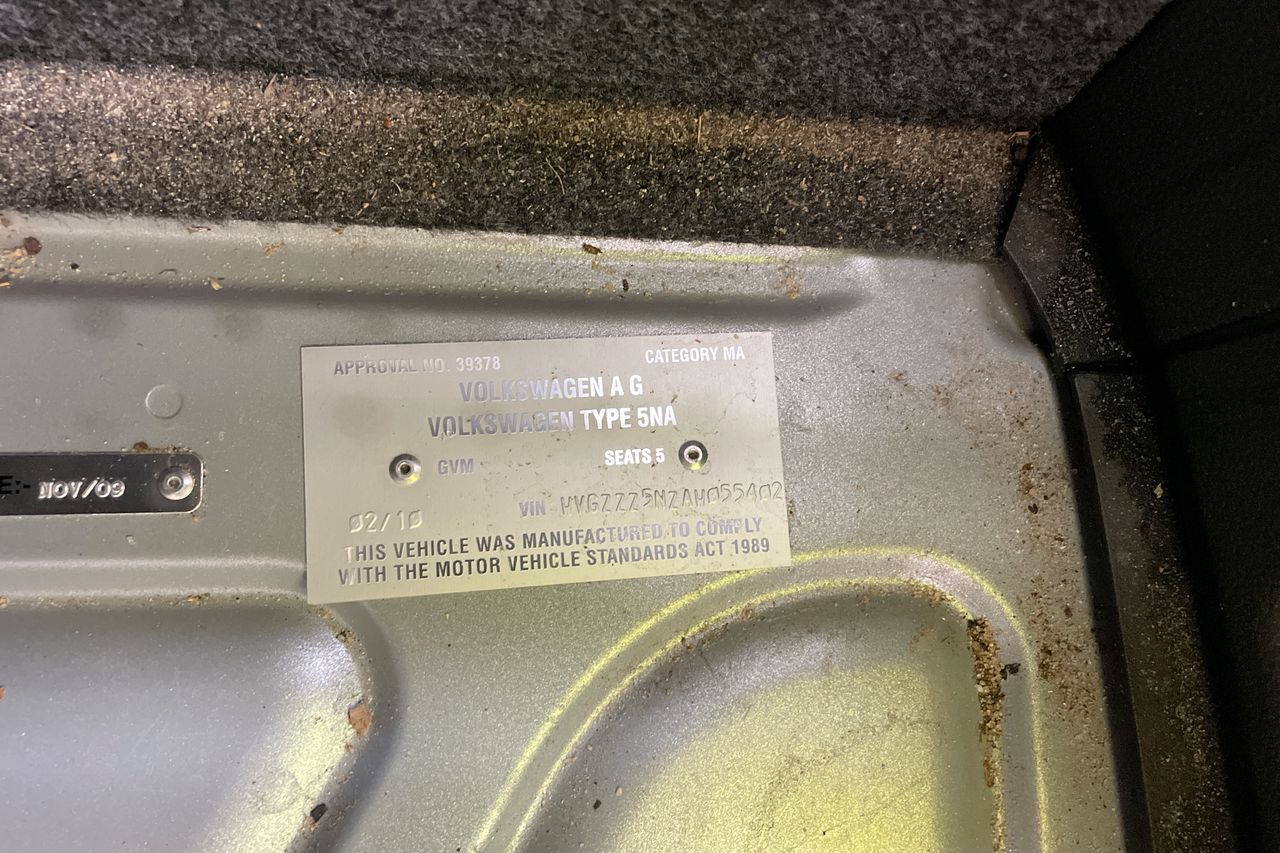 APPROVAL NO. 39378 CATEGORY MA
VOLKSWAGEN A G
VOLKSWAGEN TYPE 5NA
GVM SEATS 5
E:- NOV/09
02/10 VIN WVGZZZ5NZAW055402
THIS VEHICLE WAS MANUFACTURED TO COMPLY
WITH THE MOTOR VEHICLE STANDARDS ACT 1989